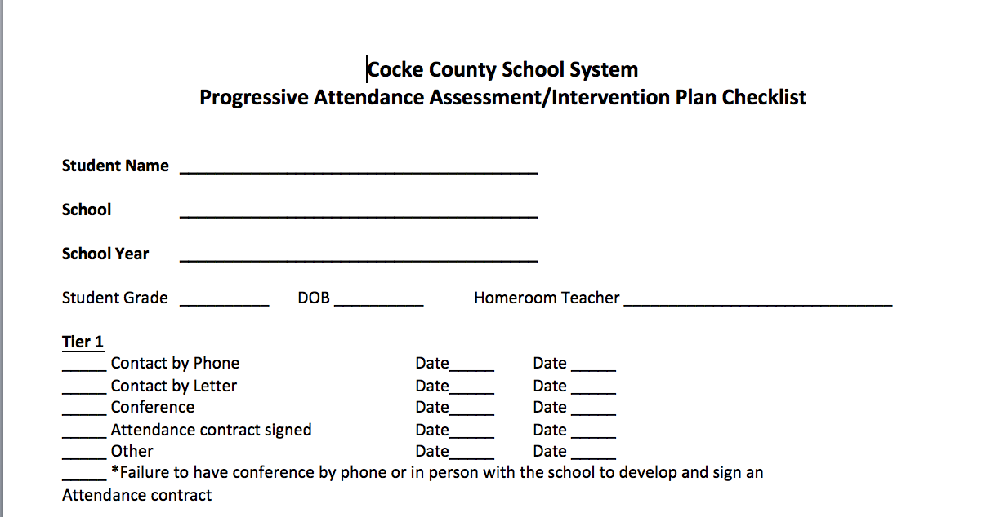 Cocke County School System
Progressive Attendance Assessment/Intervention Plan Checklist
Student Name ________________________________________
School ________________________________________
School Year ________________________________________
Student Grade __________ DOB __________ Homeroom Teacher ______________________________
Tier 1
_____ Contact by Phone Date_____ Date _____
_____ Contact by Letter Date_____ Date _____
_____ Conference Date_____ Date _____
_____ Attendance contract signed Date_____ Date _____
_____ Other Date_____ Date _____
_____ *Failure to have conference by phone or in person with the school to develop and sign an
Attendance contract